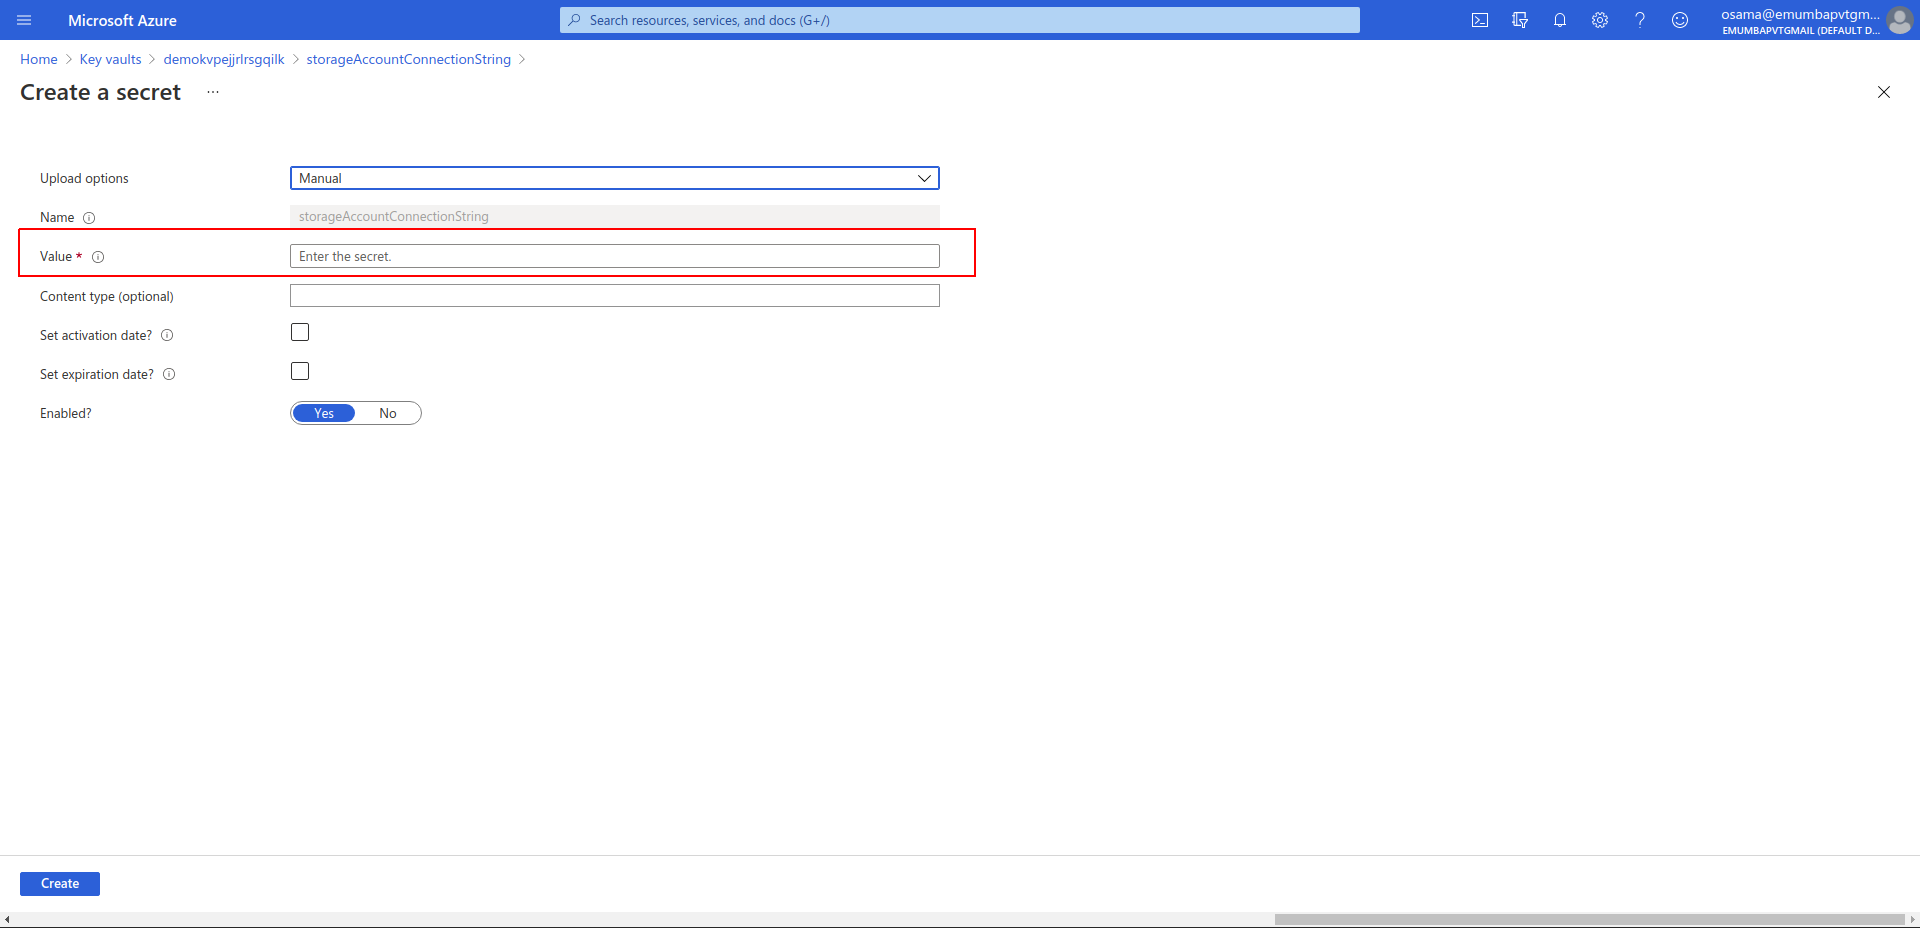 Microsoft Azure
Search resources, services, and docs (G+/)
osama@emumbapvtgm...
EMUMBAPVTGMAIL (DEFAULT D...
Home > Key vaults > demokvpejjrlrsgqilk > storageAccountConnectionString >
Create a secret ...
Upload options Manual
Name storageAccountConnectionString
Value * Enter the secret.
Content type (optional)
Set activation date?
Set expiration date?
Enabled? Yes No
Create